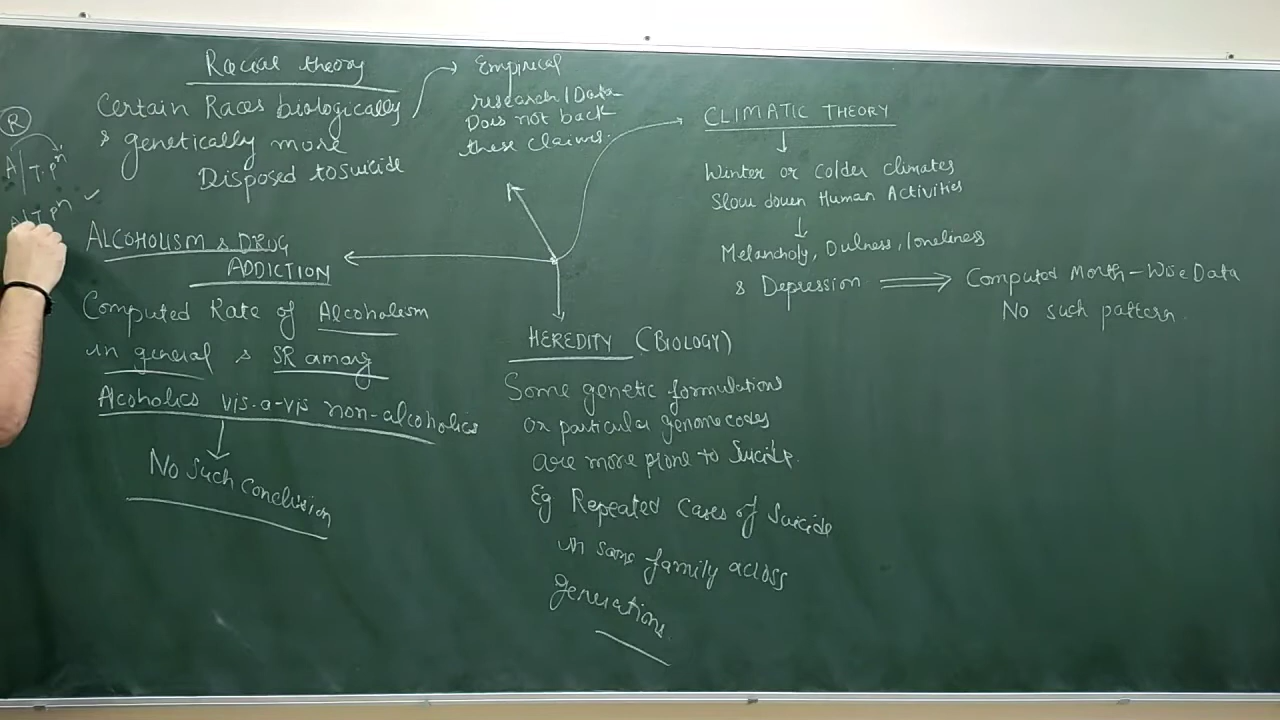 Racial theory
Certain Races biologically
& genetically more
Disposed to suicide
Empirical
research/Data
Does not back
these claims.
R
A/T.Pn
A/T.Pn
ALCOHOLISM & DRUG
ADDICTION
Computed Rate of Alcoholism
in general & SR among
Alcoholics vis-a-vis non-alcoholics
No such conclusion
HEREDITY (BIOLOGY)
Some genetic formulations
or particular genomecodes
are more prone to Suicide.
Eg Repeated Cases of Suicide
in same family across
generations.
CLIMATIC THEORY
Winter or colder climates
Slow down Human Activities
Melancholy, Dulness, loneliness
& Depression
Computed Month-Wise Data
No such pattern.